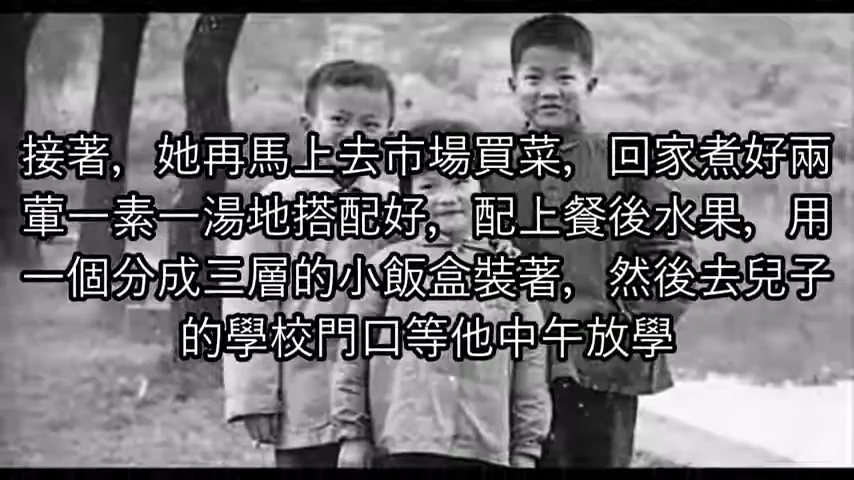 接著，她再馬上去市場買菜，回家煮好兩
葷一素一湯地搭配好，配上餐後水果，用
一個分成三層的小飯盒裝著，然後去兒子
的學校門口等他中午放學